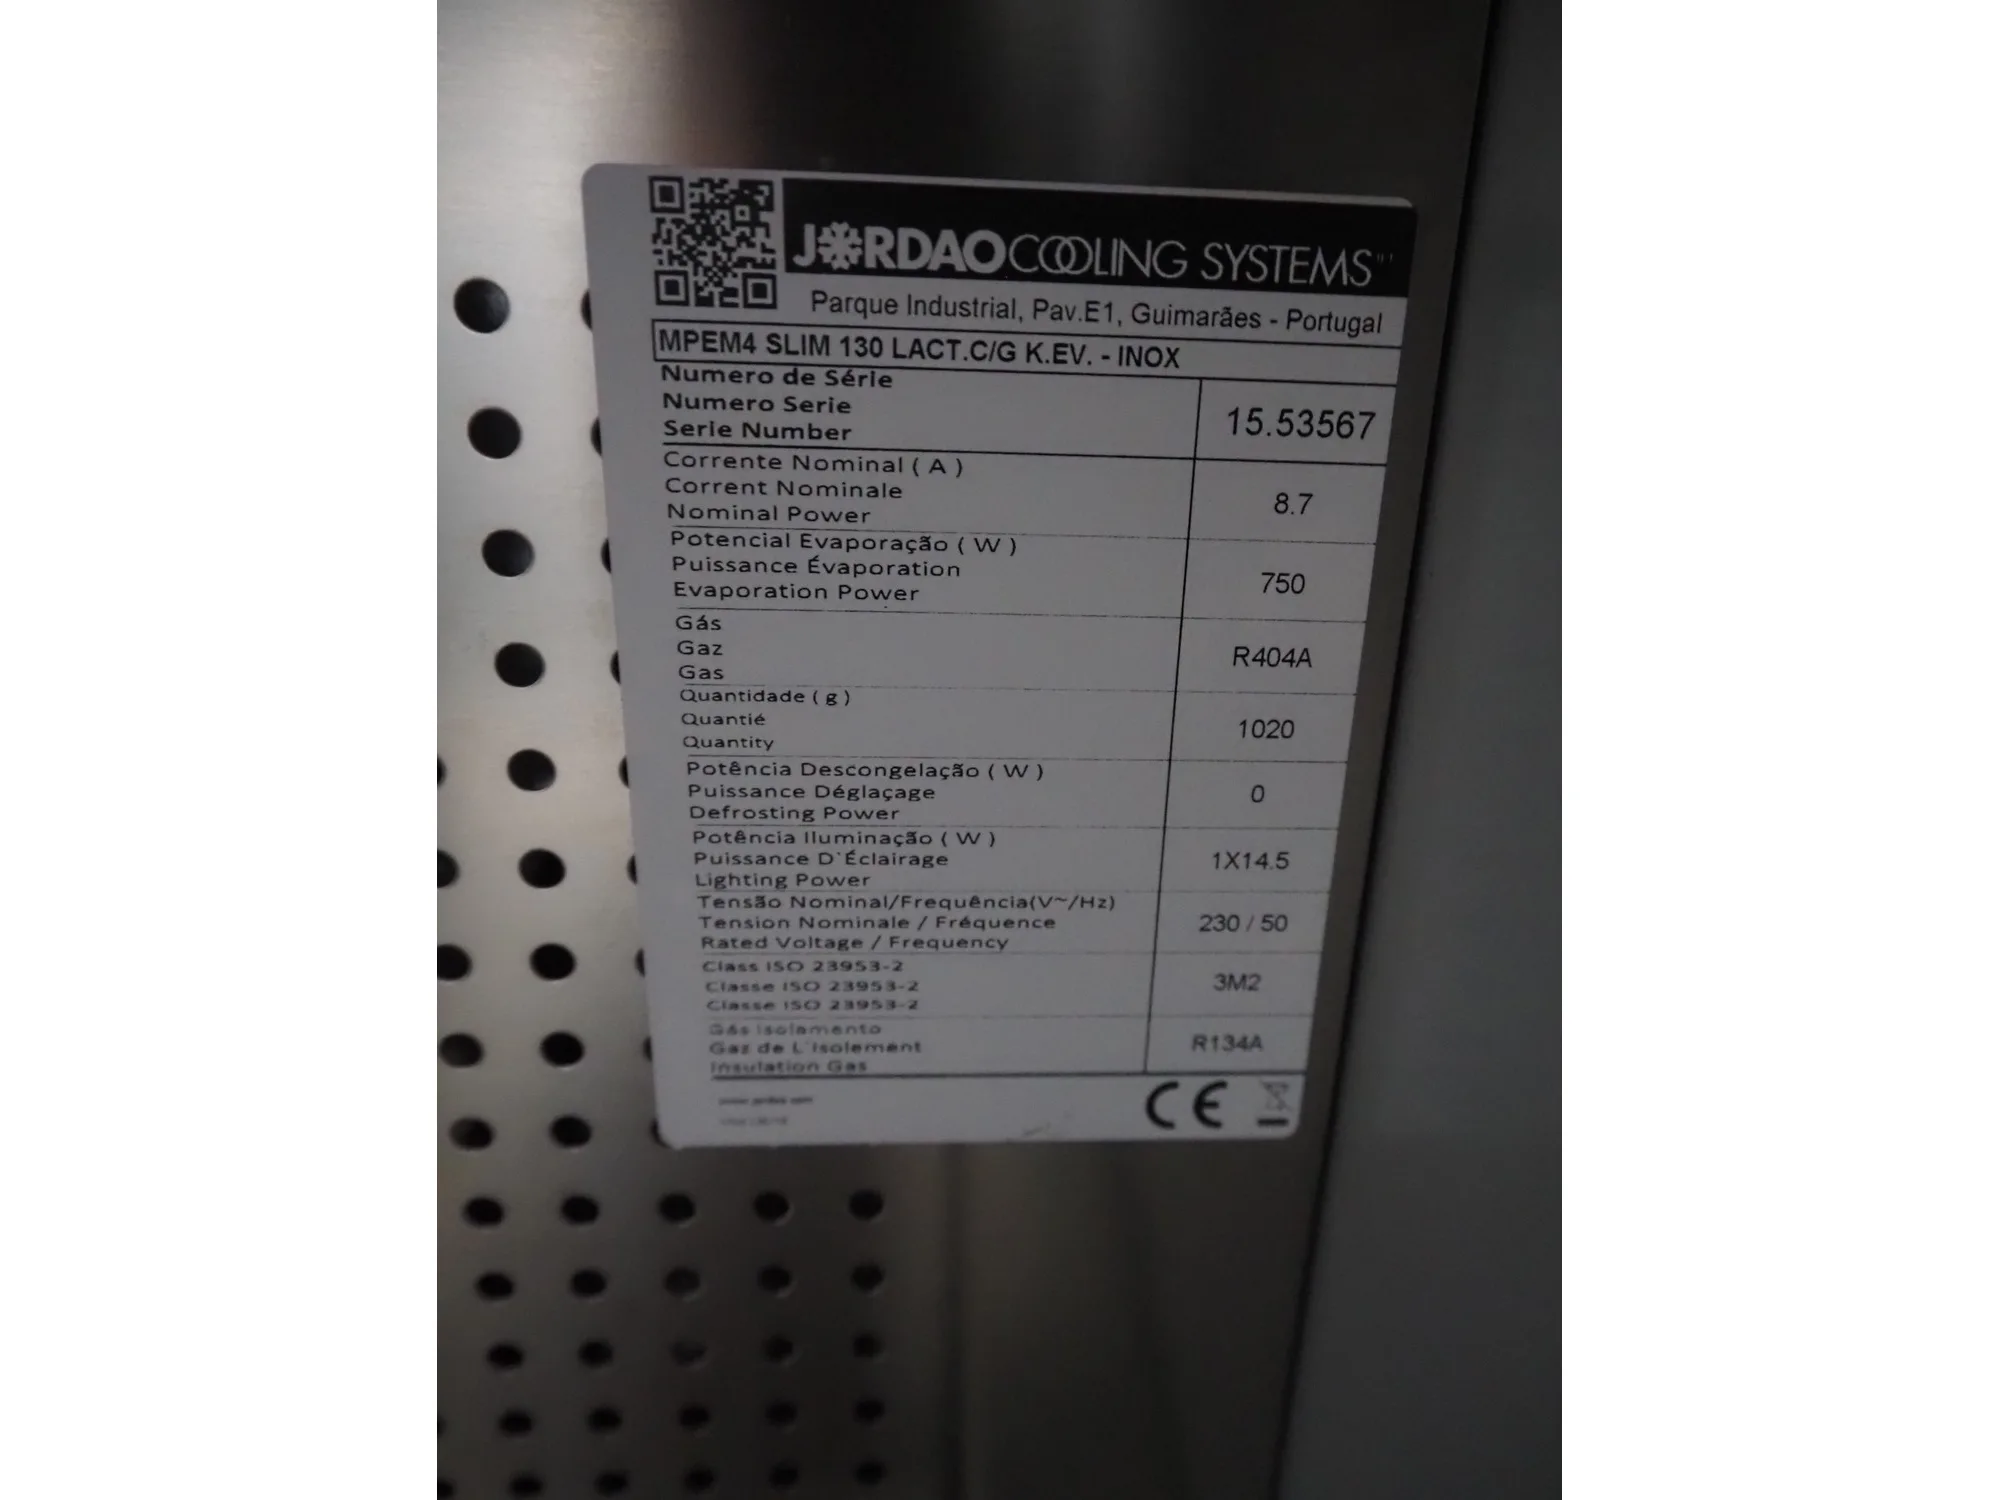 JORDAO COOLING SYSTEMS
Parque Industrial, Pav.E1, Guimarães - Portugal
MPEM4 SLIM 130 LACT.C/G K.EV. - INOX
Numero de Série
Numero Serie
Serie Number
15.53567
Corrente Nominal ( A )
Corrent Nominale
Nominal Power
8.7
Potencial Evaporação ( W )
Puissance Évaporation
Evaporation Power
750
Gás
Gaz
Gas
R404A
Quantidade ( g )
Quantié
Quantity
1020
Potência Descongelação ( W )
Puissance Déglaçage
Defrosting Power
0
Potência Iluminação ( W )
Puissance D´Éclairage
Lighting Power
1X14.5
Tensão Nominal/Frequência(V~/Hz)
Tension Nominale / Fréquence
Rated Voltage / Frequency
230 / 50
Class ISO 23953-2
Classe ISO 23953-2
Classe ISO 23953-2
3M2
Gás Isolamento
Gaz de L´Isolement
Insulation Gas
R134A
CE